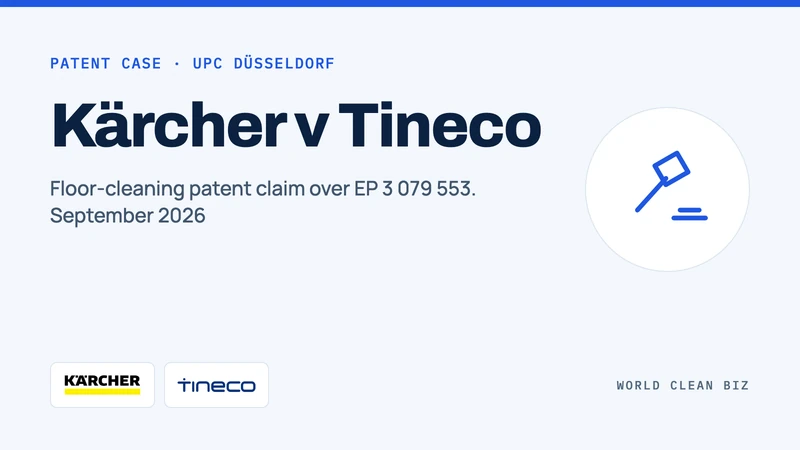 PATENT CASE · UPC DÜSSELDORF
Kärcher v Tineco
Floor-cleaning patent claim over EP 3 079 553.
September 2026
KÄRCHER
Tineco
WORLD CLEAN BIZ